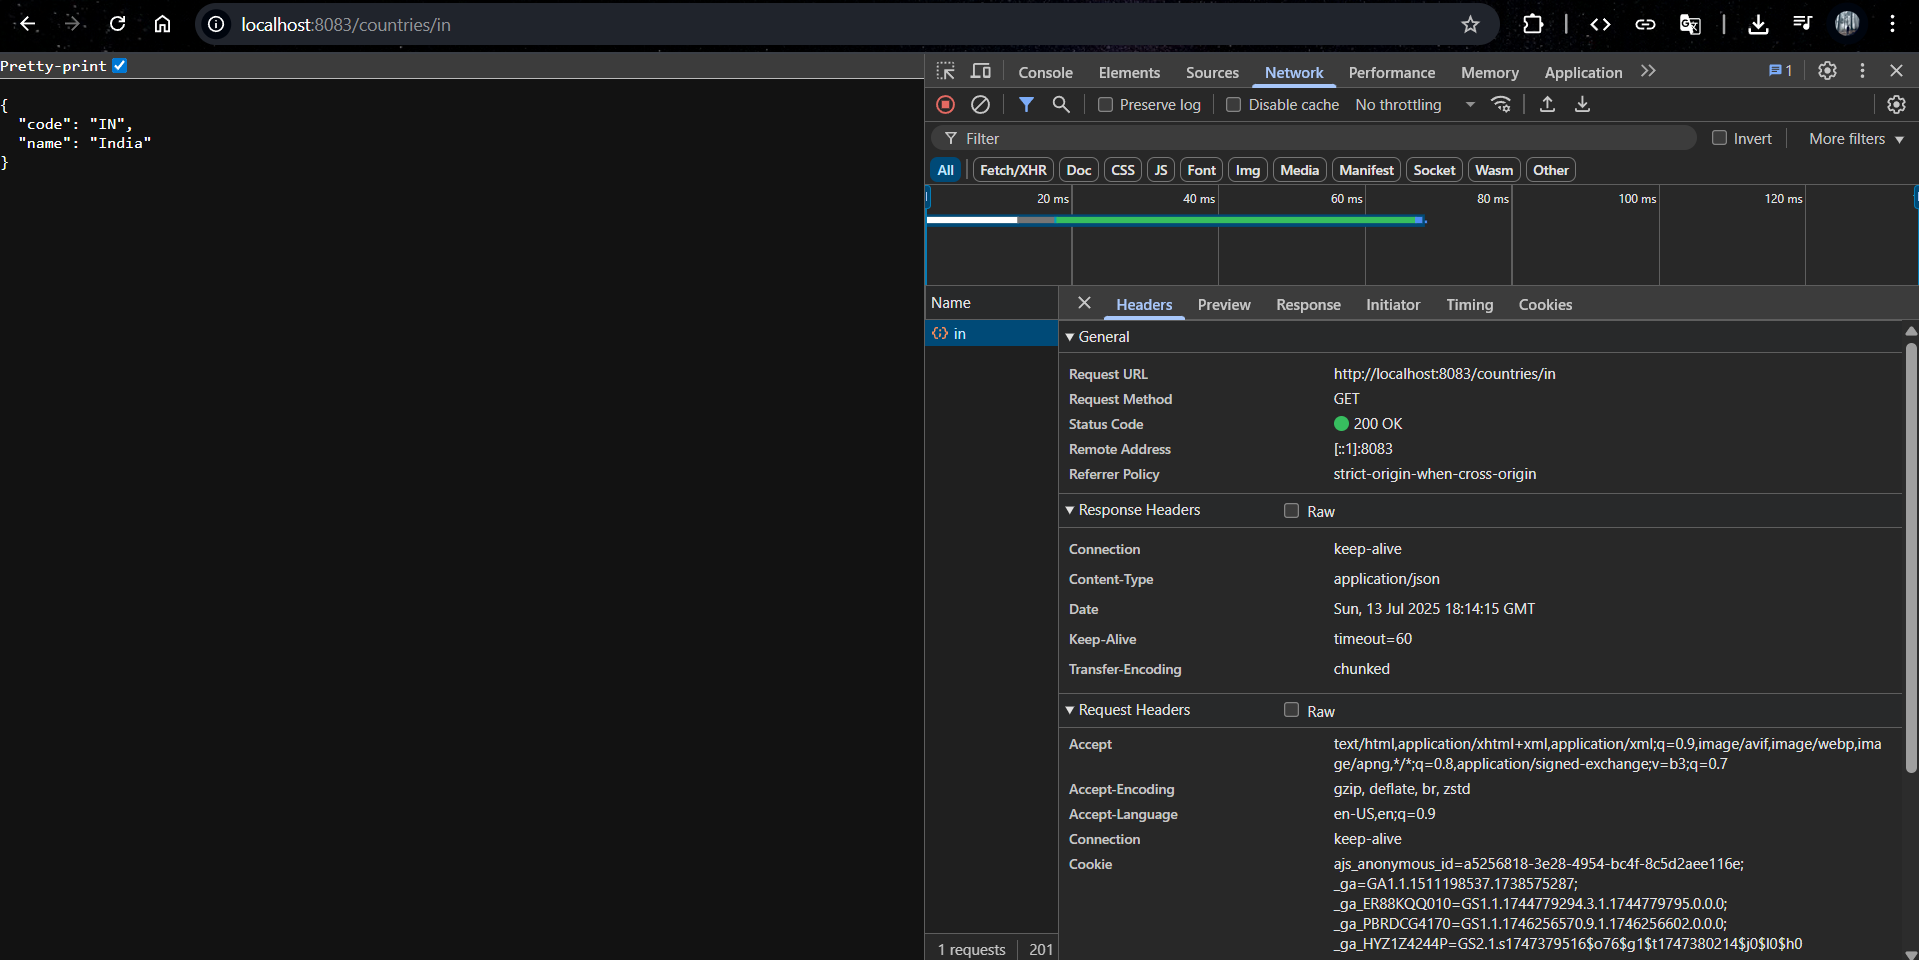 localhost:8083/countries/in
Pretty-print
{
"code": "IN",
"name": "India"
}
Console Elements Sources Network Performance Memory Application 1
Preserve log Disable cache No throttling
Filter Invert More filters
All Fetch/XHR Doc CSS JS Font Img Media Manifest Socket Wasm Other
20 ms 40 ms 60 ms 80 ms 100 ms 120 ms
Name
in
1 requests 201
Headers Preview Response Initiator Timing Cookies
General
Request URL http://localhost:8083/countries/in
Request Method GET
Status Code 200 OK
Remote Address [::1]:8083
Referrer Policy strict-origin-when-cross-origin
Response Headers Raw
Connection keep-alive
Content-Type application/json
Date Sun, 13 Jul 2025 18:14:15 GMT
Keep-Alive timeout=60
Transfer-Encoding chunked
Request Headers Raw
Accept text/html,application/xhtml+xml,application/xml;q=0.9,image/avif,image/webp,ima
ge/apng,*/*;q=0.8,application/signed-exchange;v=b3;q=0.7
Accept-Encoding gzip, deflate, br, zstd
Accept-Language en-US,en;q=0.9
Connection keep-alive
Cookie ajs_anonymous_id=a5256818-3e28-4954-bc4f-8c5d2aee116e;
_ga=GA1.1.1511198537.1738575287;
_ga_ER88KQQ010=GS1.1.1744779294.3.1.1744779795.0.0.0;
_ga_PBRDCG4170=GS1.1.1746256570.9.1.1746256602.0.0.0;
_ga_HYZ1Z4244P=GS2.1.s1747379516$o76$g1$t1747380214$j0$l0$h0